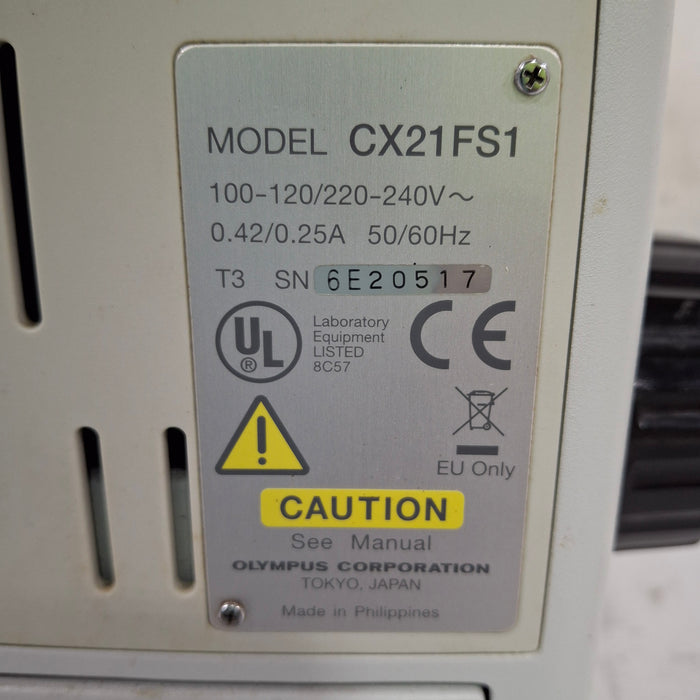 MODEL CX21FS1
100-120/220-240V~
0.42/0.25A 50/60Hz
T3 SN 6E20517
UL
®
Laboratory
Equipment
LISTED
8C57
CE
EU Only
CAUTION
See Manual
OLYMPUS CORPORATION
TOKYO, JAPAN
Made in Philippines